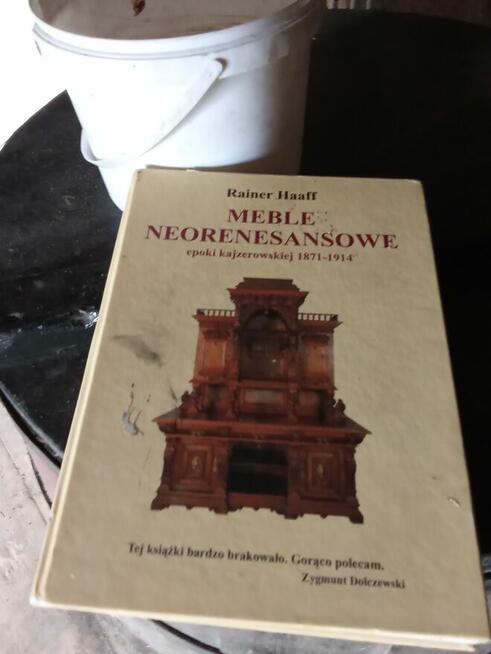 Rainer Haaff
MEBLE
NEORENESANSOWE
epoki kajzerowskiej 1871-1914
Tej książki bardzo brakowało. Gorąco polecam.
Zygmunt Dolczewski